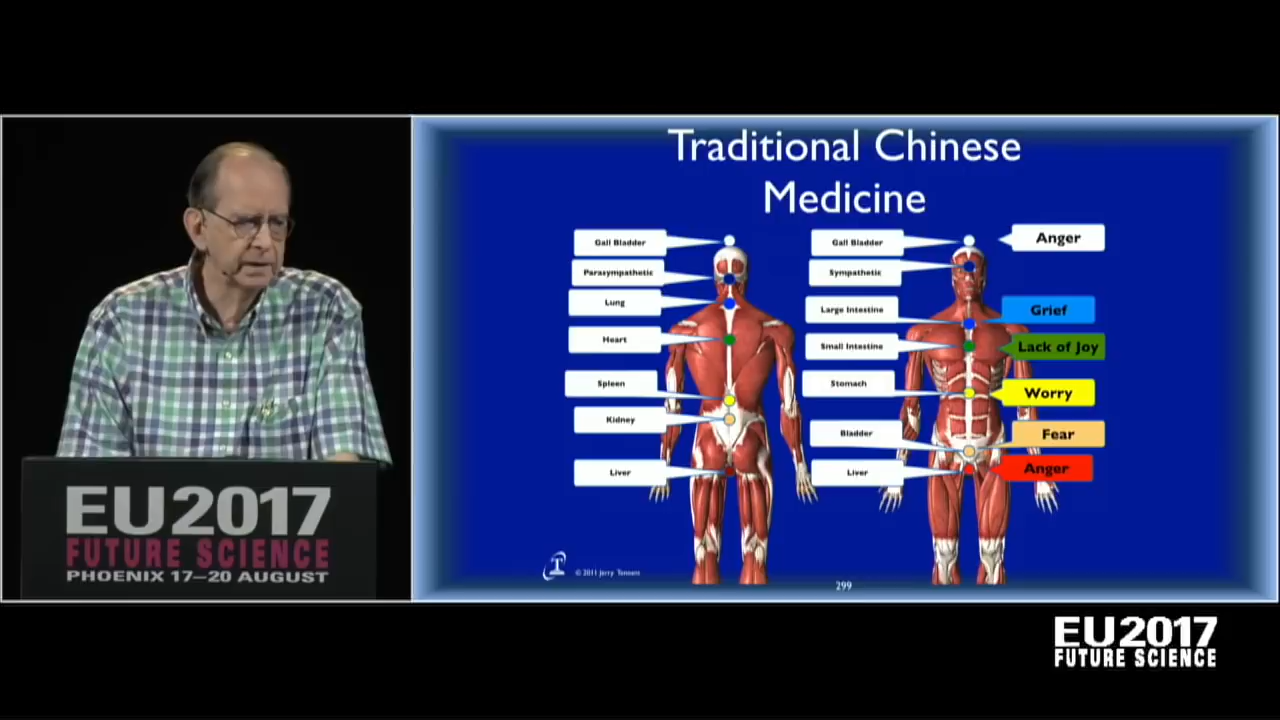 Traditional Chinese
Medicine
Gall Bladder
Parasympathetic
Lung
Heart
Spleen
Kidney
Liver
Gall Bladder
Sympathetic
Large Intestine
Small Intestine
Stomach
Bladder
Liver
Anger
Grief
Lack of Joy
Worry
Fear
Anger
T
© 2011 Jerry Tennant
299
EU2017
FUTURE SCIENCE
PHOENIX 17–20 AUGUST
EU2017
FUTURE SCIENCE